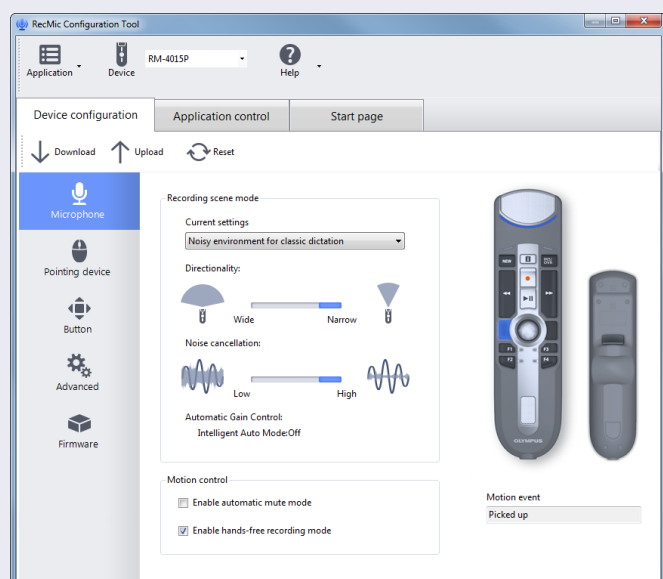 RecMic Configuration Tool
Application
Device
RM-4015P
Help
Device configuration
Application control
Start page
Download
Upload
Reset
Microphone
Pointing device
Button
Advanced
Firmware
Recording scene mode
Current settings
Noisy environment for classic dictation
Directionality:
Wide
Narrow
Noise cancellation:
Low
High
Automatic Gain Control:
Intelligent Auto Mode:Off
Motion control
Enable automatic mute mode
Enable hands-free recording mode
NEW
F1
F3
F2
F4
OLYMPUS
Motion event
Picked up